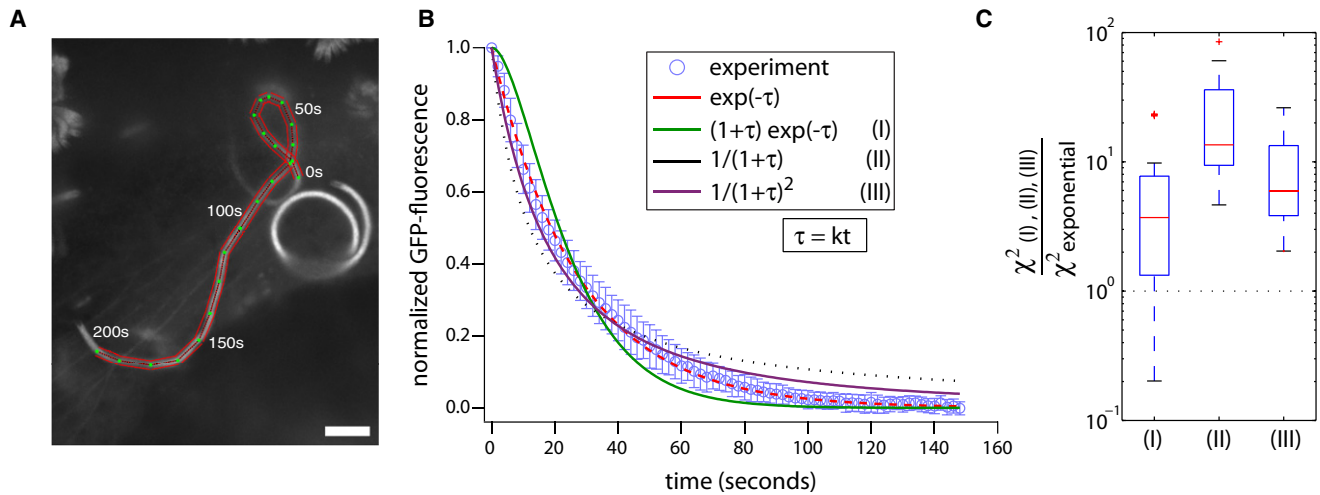 A
50s
0s
100s
150s
200s
B
1.0
0.8
0.6
0.4
0.2
0.0
normalized GFP-fluorescence
experiment
exp(-τ)
(1+τ) exp(-τ) (I)
1/(1+τ) (II)
1/(1+τ)² (III)
τ = kt
0 20 40 60 80 100 120 140 160
time (seconds)
C
10²
10¹
10⁰
10⁻¹
χ² (I), (II), (III)
χ² exponential
(I) (II) (III)